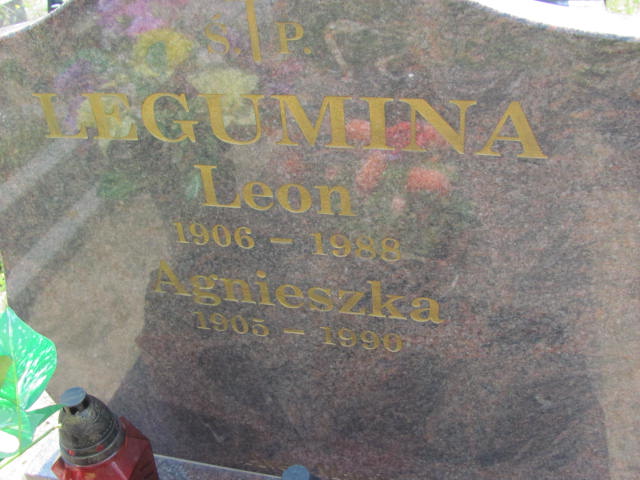 Ś. P.
LEGUMINA
Leon
1906 – 1988
Agnieszka
1905 – 1990